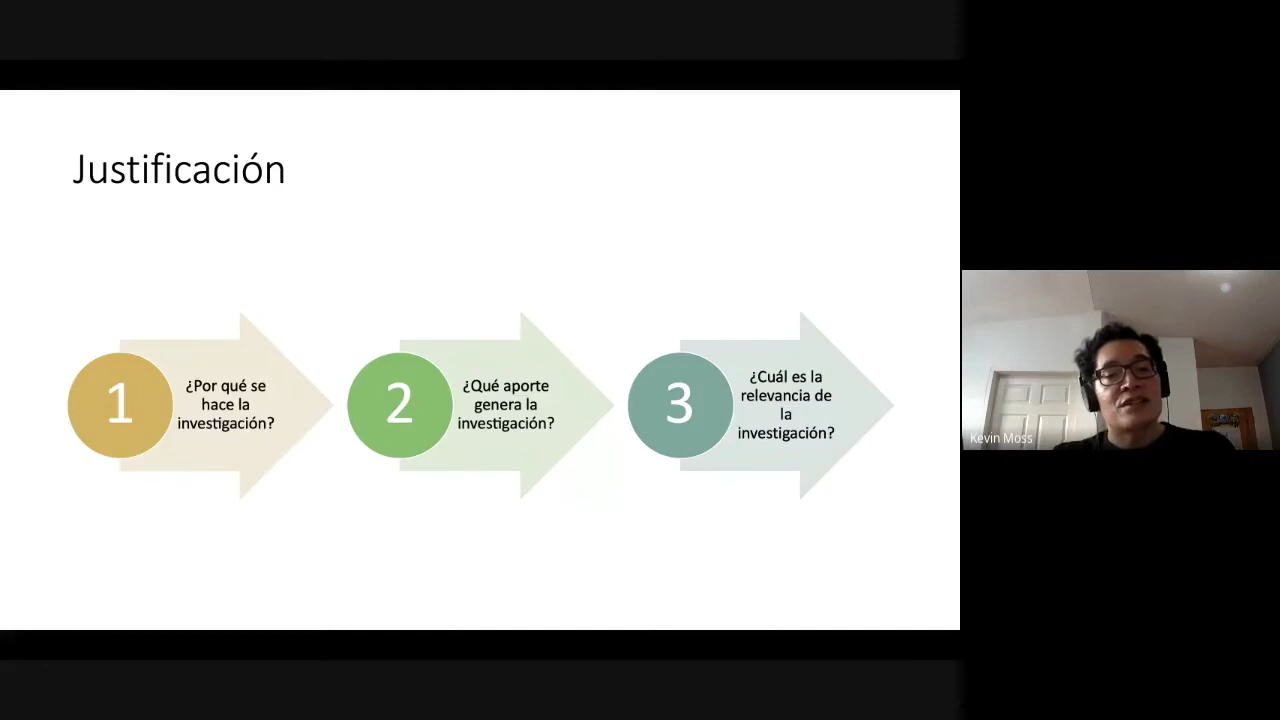 Justificación
1
¿Por qué se
hace la
investigación?
2
¿Qué aporte
genera la
investigación?
3
¿Cuál es la
relevancia de
la
investigación?
Kevin Moss